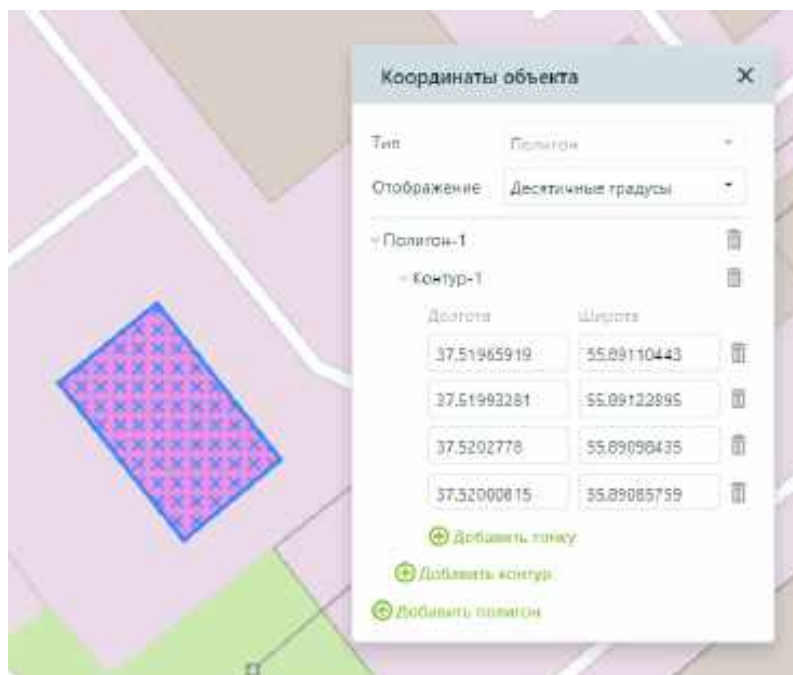 Координаты объекта
Тип Полигон
Отображение Десятичные градусы
Полигон-1
Контур-1
Долгота Широта
37.51965919 55.89110443
37.51993281 55.89122895
37.5202778 55.89098435
37.52000615 55.89085759
Добавить точку
Добавить контур
Добавить полигон